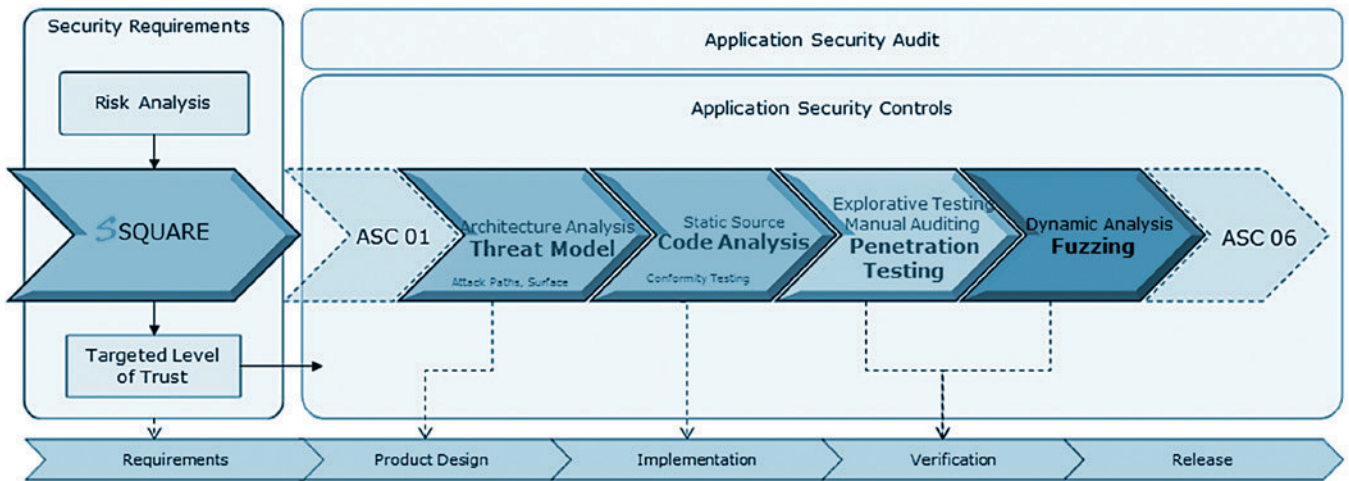 Security Requirements
Risk Analysis
SSQUARE
Targeted Level
of Trust
Application Security Audit
Application Security Controls
ASC 01
Architecture Analysis
Threat Model
Attack Paths, Surface
Static Source
Code Analysis
Conformity Testing
Explorative Testing
Manual Auditing
Penetration
Testing
Dynamic Analysis
Fuzzing
ASC 06
Requirements
Product Design
Implementation
Verification
Release